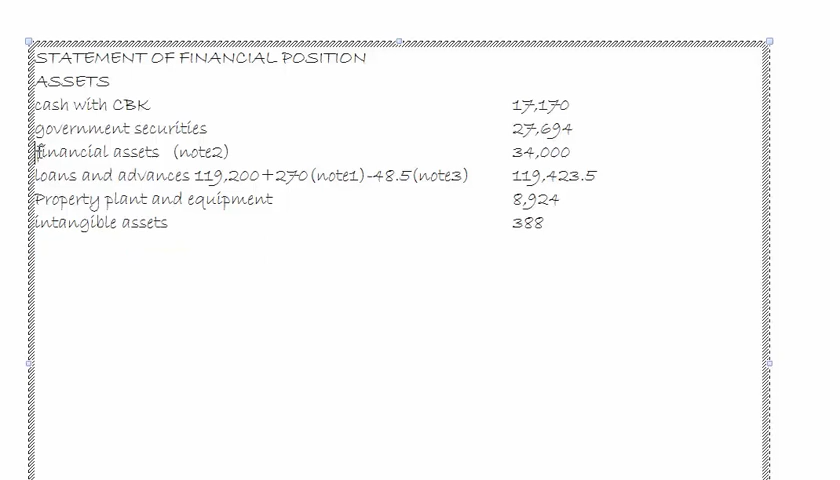 STATEMENT OF FINANCIAL POSITION
ASSETS
cash with CBK 17,170
government securities 27,694
financial assets (note2) 34,000
loans and advances 119,200+270(note1)-48.5(note3) 119,423.5
Property plant and equipment 8,924
intangible assets 388